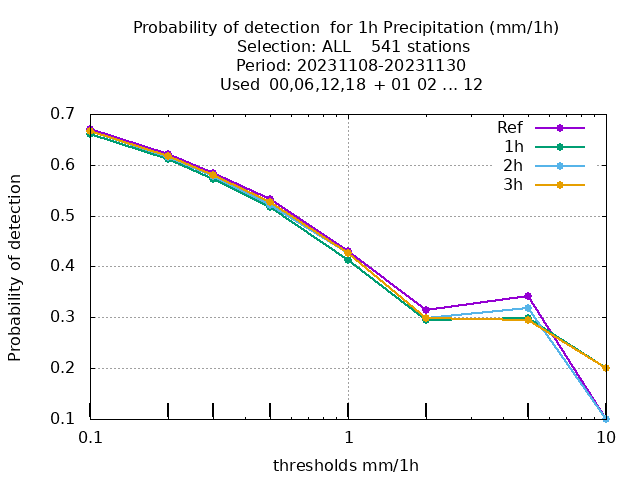 Probability of detection  for 1h Precipitation (mm/1h)
Selection: ALL    541 stations
Period: 20231108-20231130
Used  00,06,12,18  + 01 02 ... 12
Ref
1h
2h
3h
0.7
0.6
0.5
0.4
0.3
0.2
0.1
Probability of detection
0.1
1
10
thresholds mm/1h